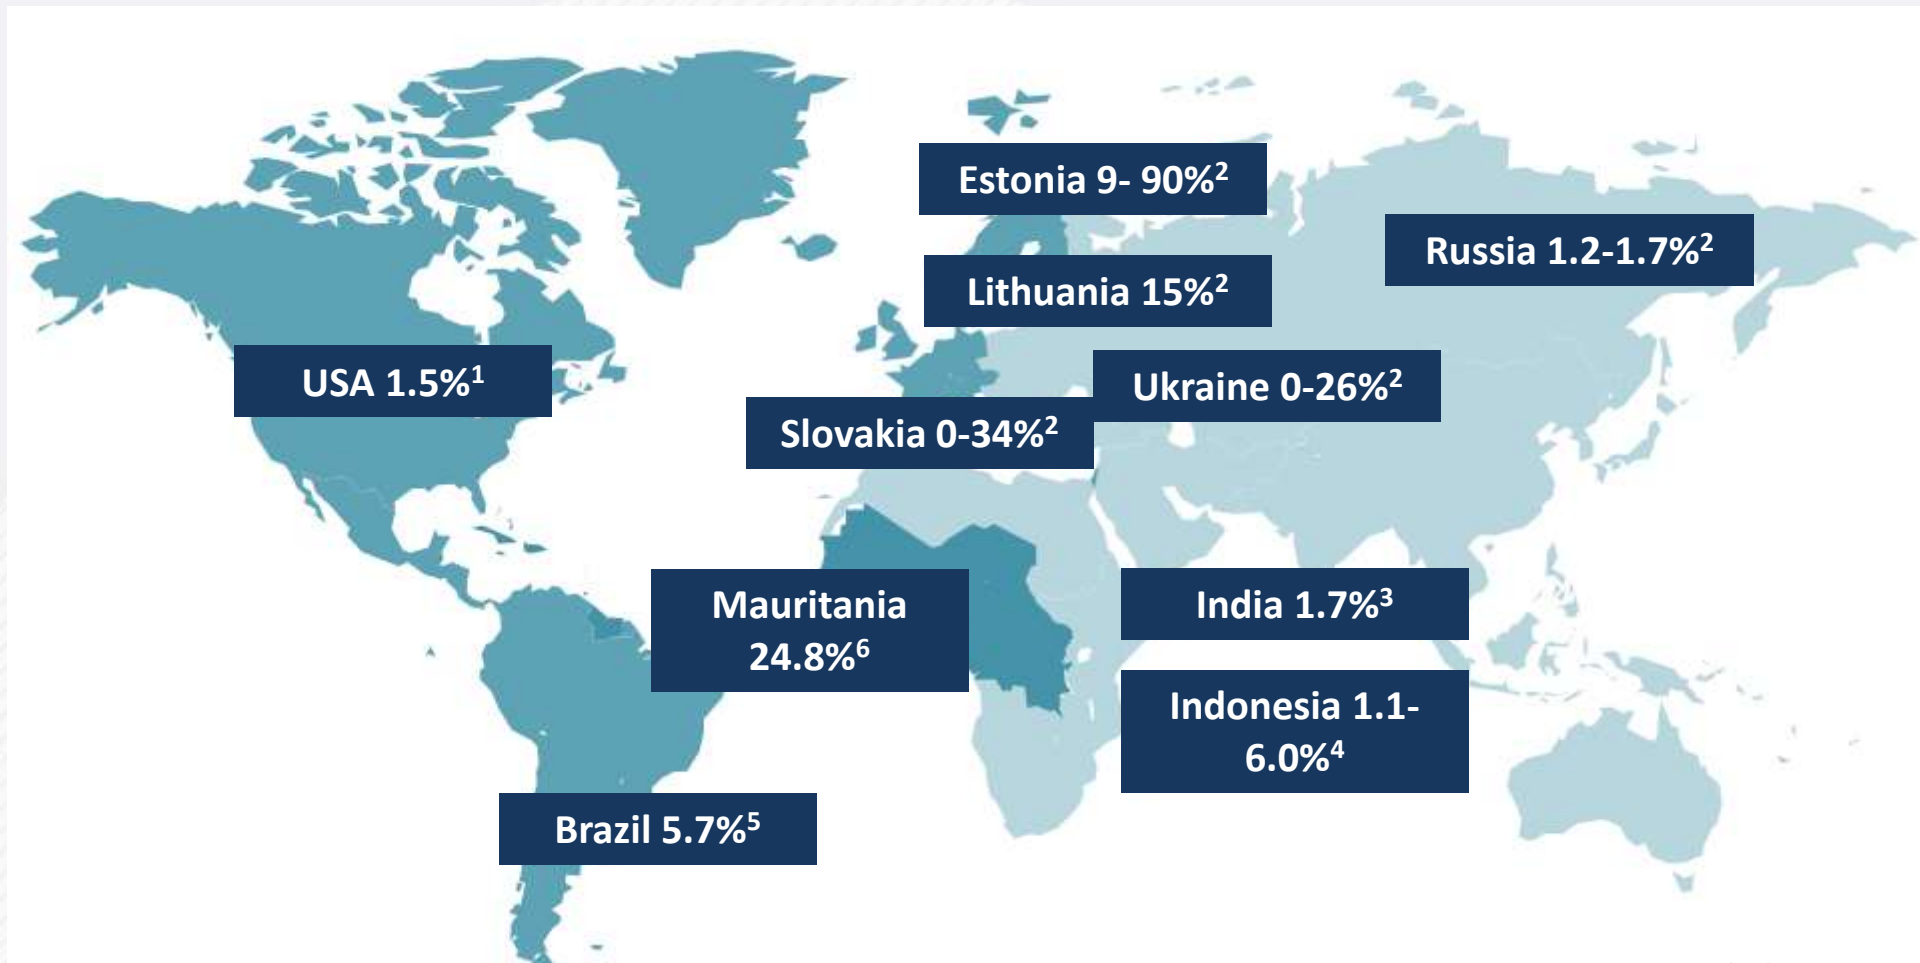 Estonia 9- 90%²
Russia 1.2-1.7%²
Lithuania 15%²
USA 1.5%¹
Ukraine 0-26%²
Slovakia 0-34%²
Mauritania
24.8%⁶
India 1.7%³
Indonesia 1.1-
6.0%⁴
Brazil 5.7%⁵